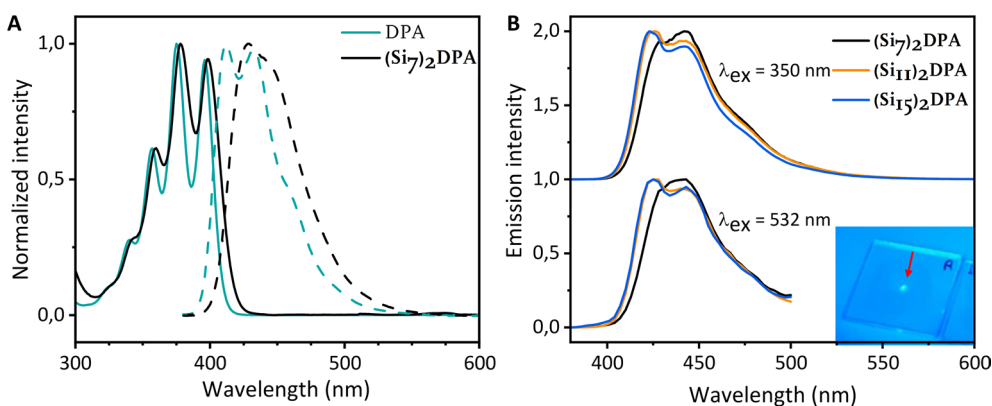 A
Normalized intensity
1,0
0,5
0,0
300
400
500
600
Wavelength (nm)
DPA
(Si7)2DPA
B
Emission intensity
2,0
1,5
1,0
0,5
0,0
400
450
500
550
600
Wavelength (nm)
λex = 350 nm
λex = 532 nm
(Si7)2DPA
(Si11)2DPA
(Si15)2DPA
A